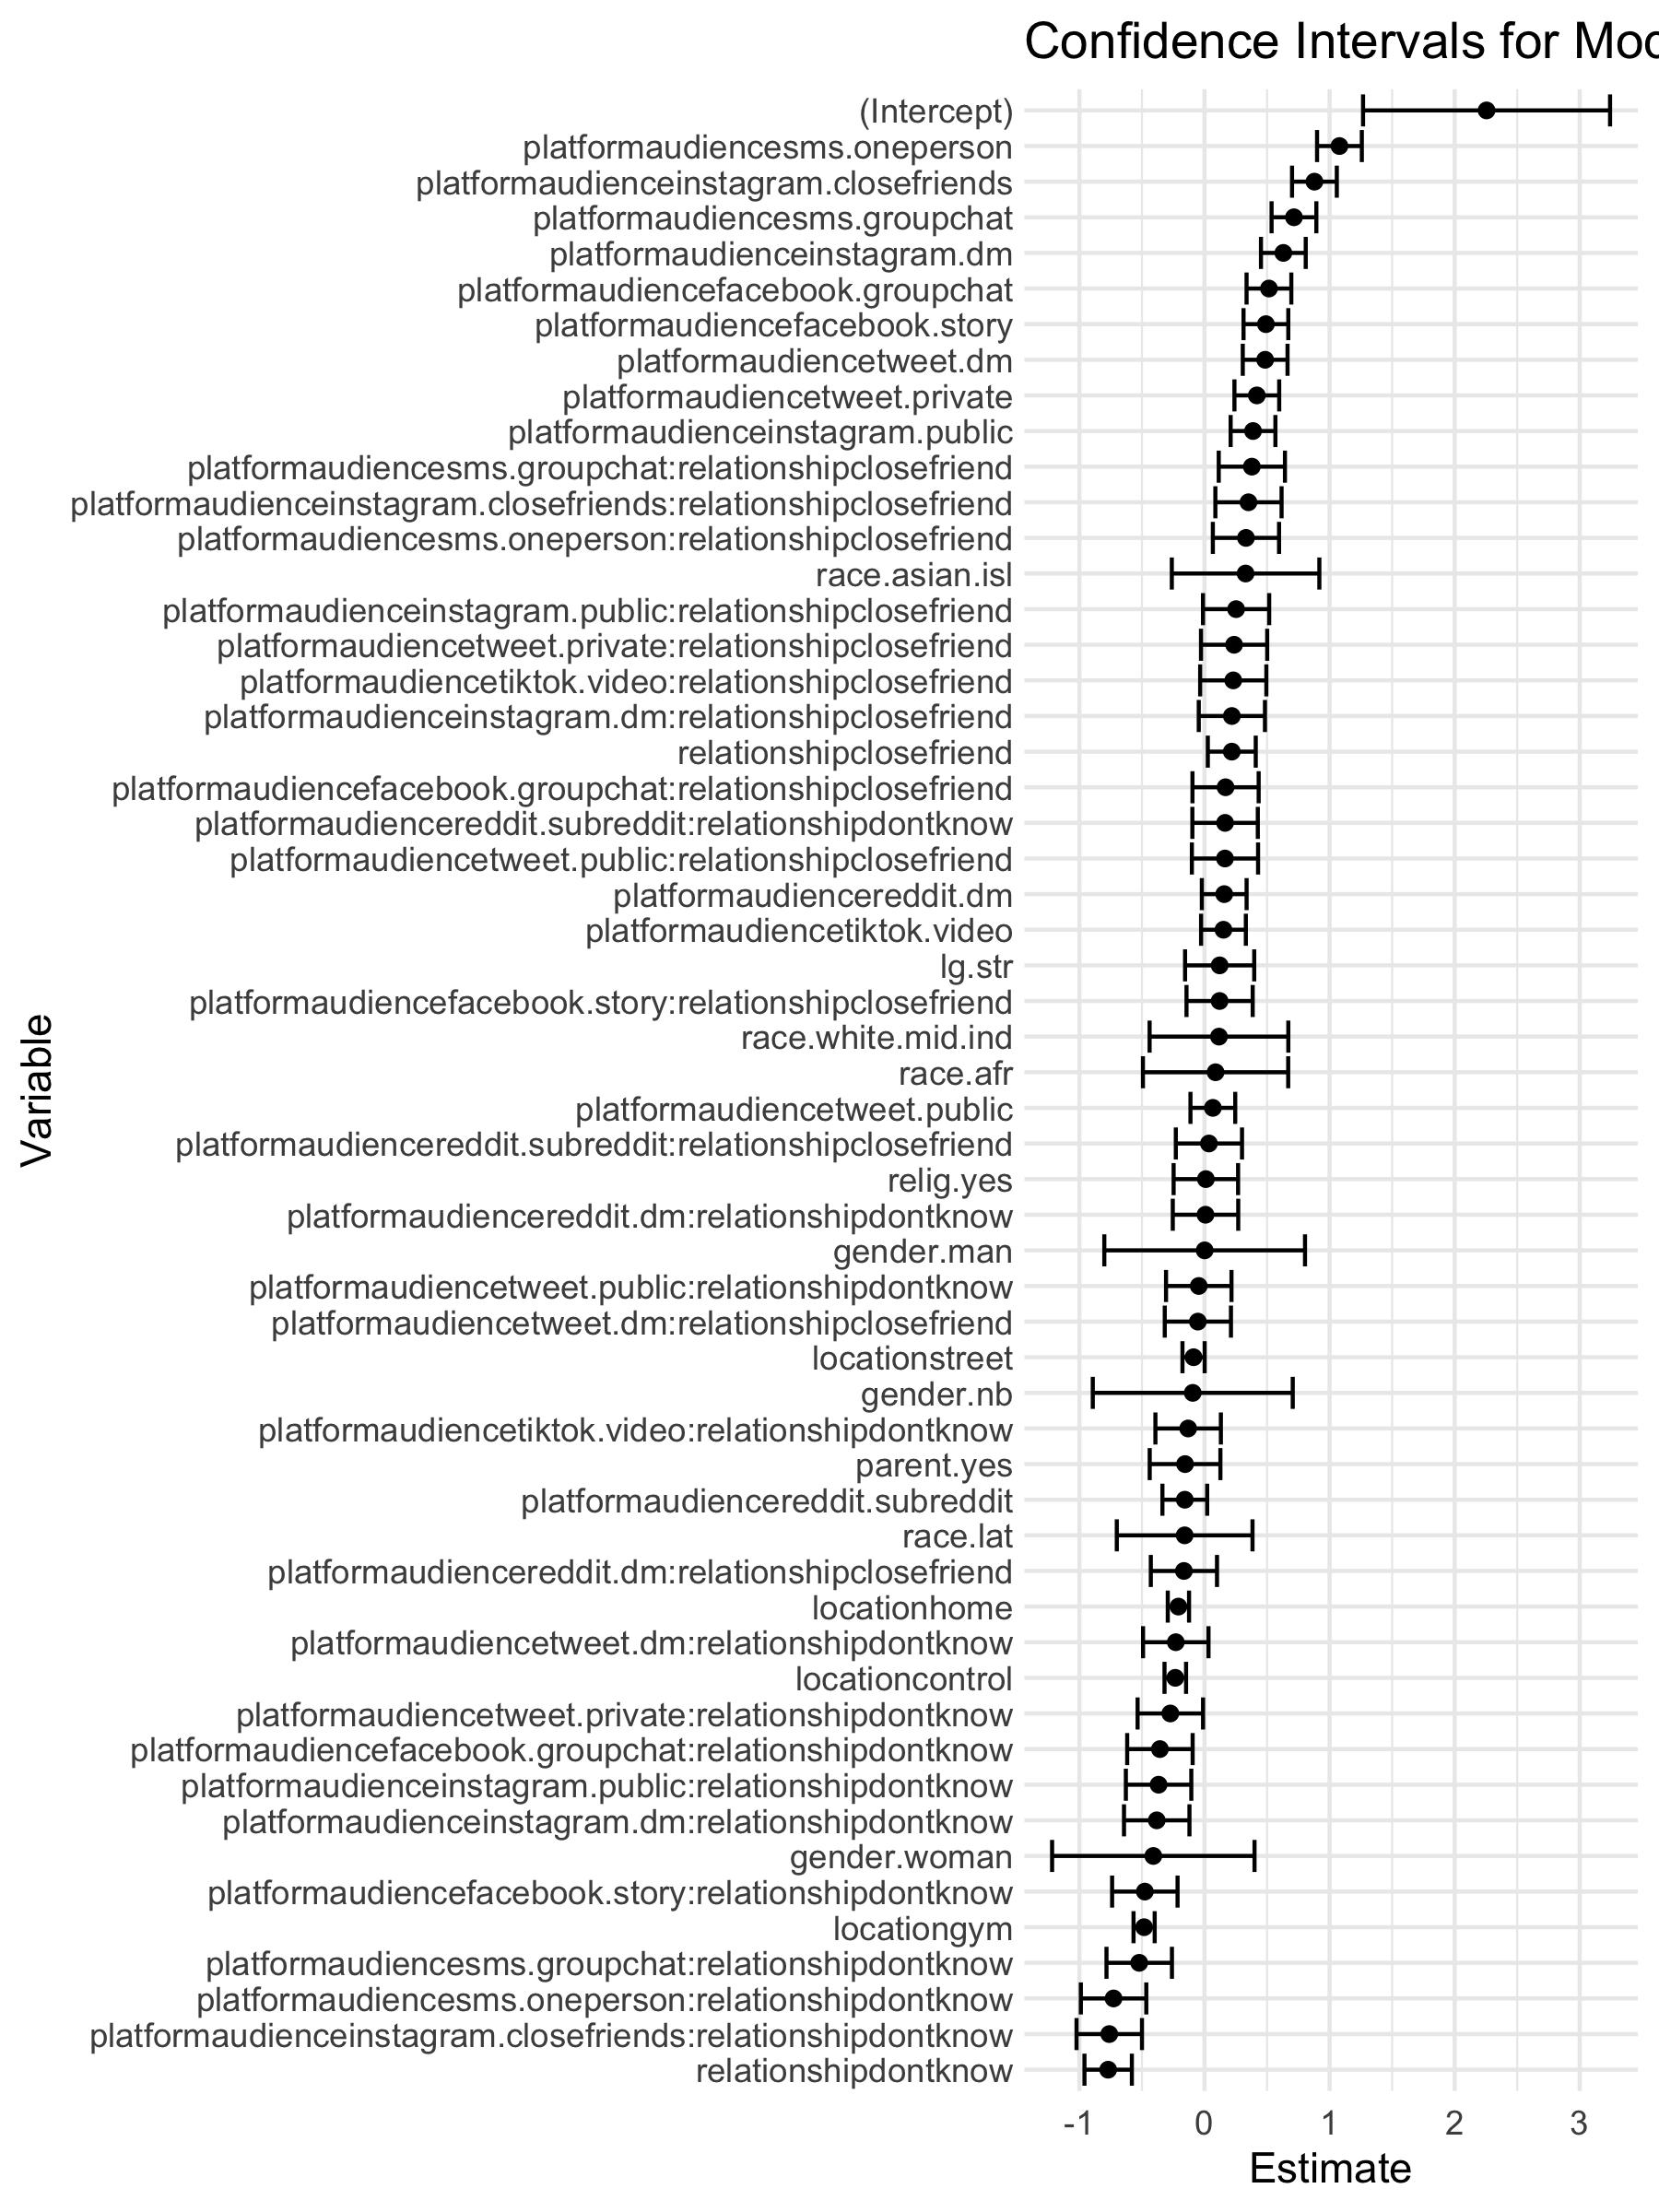 Confidence Intervals for Moc
(Intercept)
platformaudiencesms.oneperson
platformaudienceinstagram.closefriends
platformaudiencesms.groupchat
platformaudienceinstagram.dm
platformaudiencefacebook.groupchat
platformaudiencefacebook.story
platformaudiencetweet.dm
platformaudiencetweet.private
platformaudienceinstagram.public
platformaudiencesms.groupchat:relationshipclosefriend
platformaudienceinstagram.closefriends:relationshipclosefriend
platformaudiencesms.oneperson:relationshipclosefriend
race.asian.isl
platformaudienceinstagram.public:relationshipclosefriend
platformaudiencetweet.private:relationshipclosefriend
platformaudiencetiktok.video:relationshipclosefriend
platformaudienceinstagram.dm:relationshipclosefriend
relationshipclosefriend
platformaudiencefacebook.groupchat:relationshipclosefriend
platformaudiencereddit.subreddit:relationshipdontknow
platformaudiencetweet.public:relationshipclosefriend
platformaudiencereddit.dm
platformaudiencetiktok.video
lg.str
platformaudiencefacebook.story:relationshipclosefriend
race.white.mid.ind
race.afr
platformaudiencetweet.public
platformaudiencereddit.subreddit:relationshipclosefriend
relig.yes
platformaudiencereddit.dm:relationshipdontknow
gender.man
platformaudiencetweet.public:relationshipdontknow
platformaudiencetweet.dm:relationshipclosefriend
locationstreet
gender.nb
platformaudiencetiktok.video:relationshipdontknow
parent.yes
platformaudiencereddit.subreddit
race.lat
platformaudiencereddit.dm:relationshipclosefriend
locationhome
platformaudiencetweet.dm:relationshipdontknow
locationcontrol
platformaudiencetweet.private:relationshipdontknow
platformaudiencefacebook.groupchat:relationshipdontknow
platformaudienceinstagram.public:relationshipdontknow
platformaudienceinstagram.dm:relationshipdontknow
gender.woman
platformaudiencefacebook.story:relationshipdontknow
locationgym
platformaudiencesms.groupchat:relationshipdontknow
platformaudiencesms.oneperson:relationshipdontknow
platformaudienceinstagram.closefriends:relationshipdontknow
relationshipdontknow
Variable
-1 0 1 2 3
Estimate